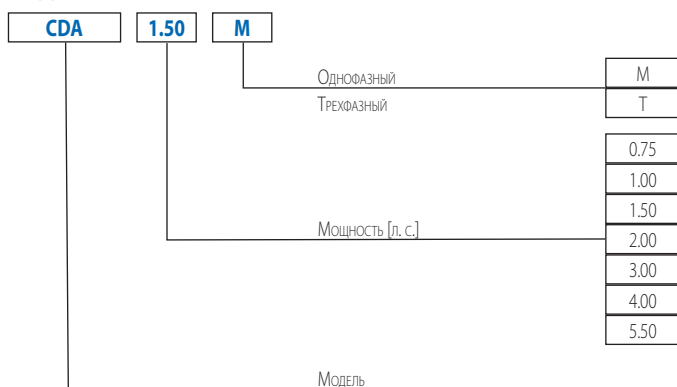 CDA 1.50 M
Однофазный M
Трехфазный T
0.75
1.00
1.50
Мощность [л. с.] 2.00
3.00
4.00
5.50
Модель